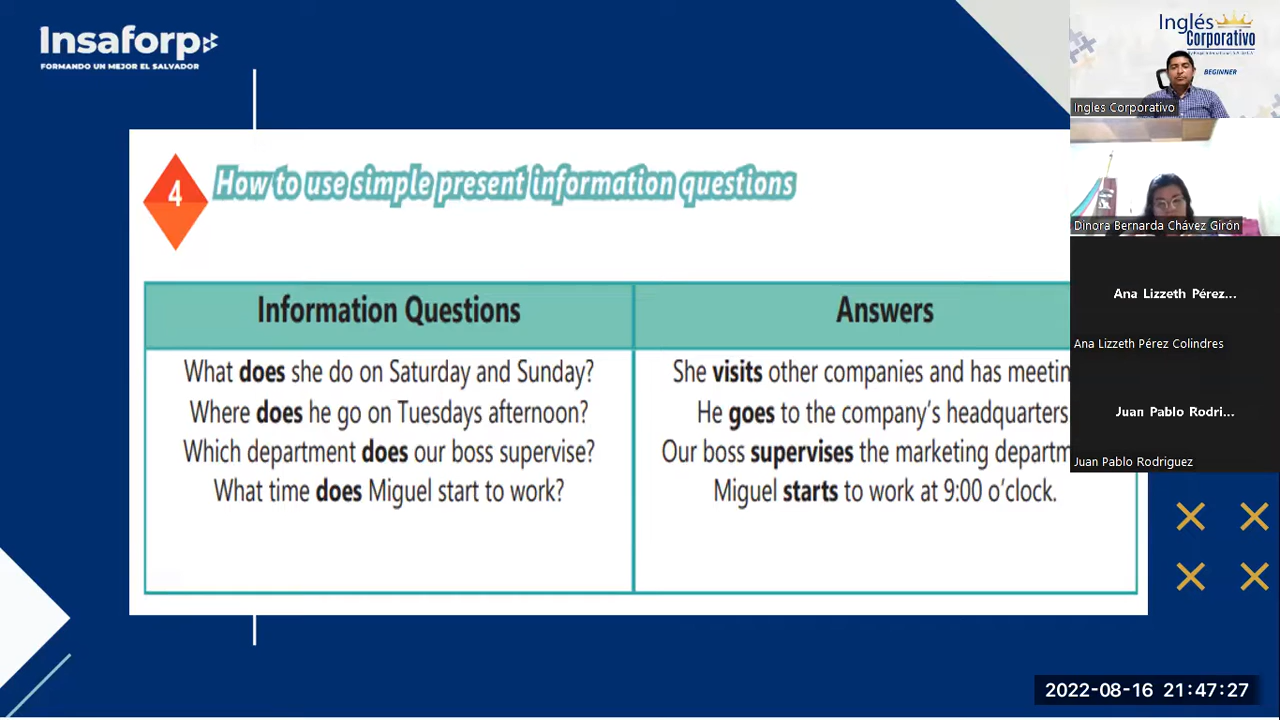 Insaforp
FORMANDO UN MEJOR EL SALVADOR
4
How to use simple present information questions
Information Questions
Answers
What does she do on Saturday and Sunday?
She visits other companies and has meetin
Where does he go on Tuesdays afternoon?
He goes to the company's headquarters
Which department does our boss supervise?
Our boss supervises the marketing departm
What time does Miguel start to work?
Miguel starts to work at 9:00 o'clock.
Inglés
Corporativo
BEGINNER
Ingles Corporativo
Dinora Bernarda Chávez Girón
Ana Lizzeth Pérez...
Ana Lizzeth Pérez Colindres
Juan Pablo Rodri...
Juan Pablo Rodriguez
2022-08-16 21:47:27